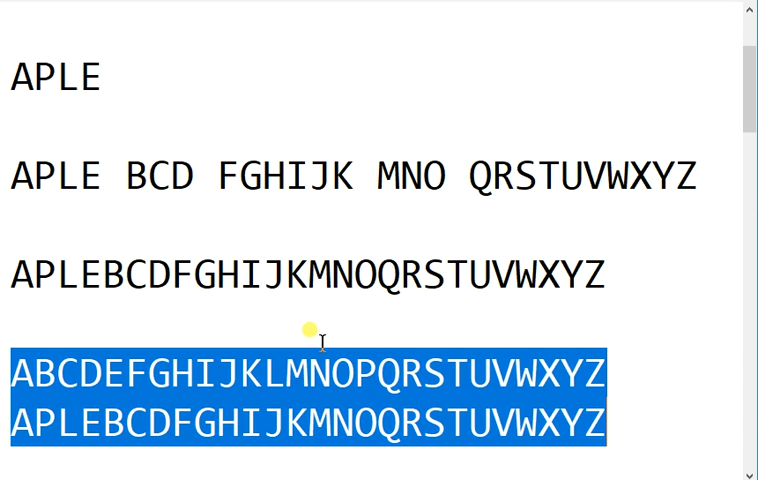 APLE
APLE BCD FGHIJK MNO QRSTUVWXYZ
APLEBCDFGHIJKMNOQRSTUVWXYZ
ABCDEFGHIJKLMNOPQRSTUVWXYZ
APLEBCDFGHIJKMNOQRSTUVWXYZ